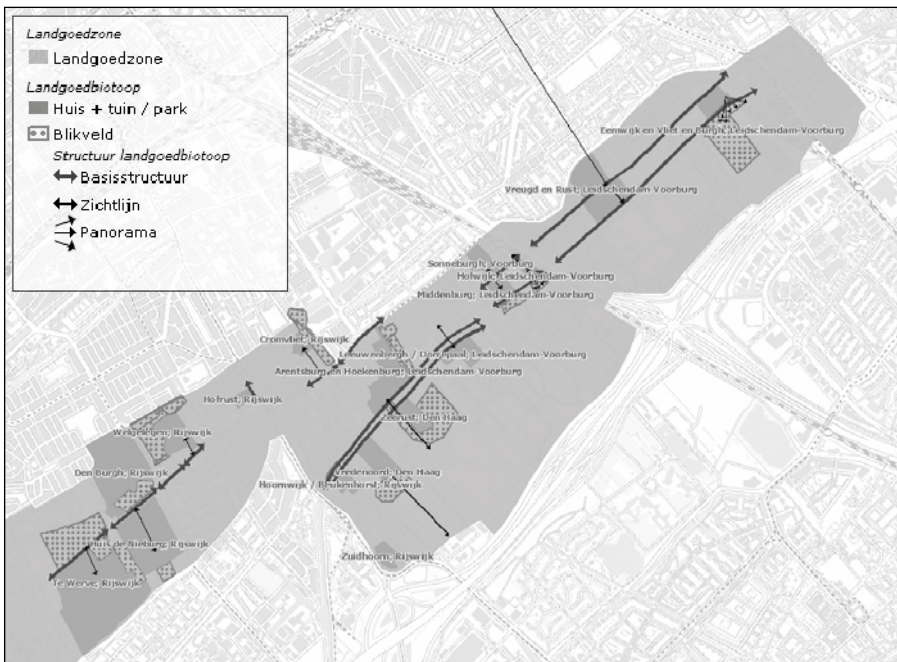 Landgoedzone
Landgoedzone
Landgoedbiotoop
Huis + tuin / park
Blikveld
Structuur landgoedbiotoop
Basisstructuur
Zichtlijn
Panorama
Eemwijk en Vliet en Burgh; Leidschendam-Voorburg
Vreugd en Rust; Leidschendam-Voorburg
Sonneburgh; Voorburg
Holwijk; Leidschendam-Voorburg
Middenburg; Leidschendam-Voorburg
Cromvliet; Rijswijk
Leeuwenbergh / Dorrepaal; Leidschendam-Voorburg
Arentsburg en Hoekenburg; Leidschendam-Voorburg
Hofrust; Rijswijk
Zeerust; Den Haag
Welgelegen; Rijswijk
Den Burgh; Rijswijk
Vredenoord; Den Haag
Hoornwijk / Beukenhorst; Rijswijk
Huis de Nieburg; Rijswijk
Zuidhoorn; Rijswijk
Te Werve; Rijswijk